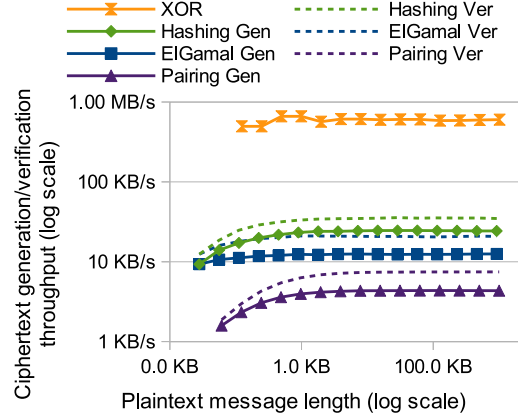 XOR
Hashing Gen
ElGamal Gen
Pairing Gen
Hashing Ver
ElGamal Ver
Pairing Ver
Ciphertext generation/verification
throughput (log scale)
1.00 MB/s
100 KB/s
10 KB/s
1 KB/s
0.0 KB
1.0 KB
100.0 KB
Plaintext message length (log scale)